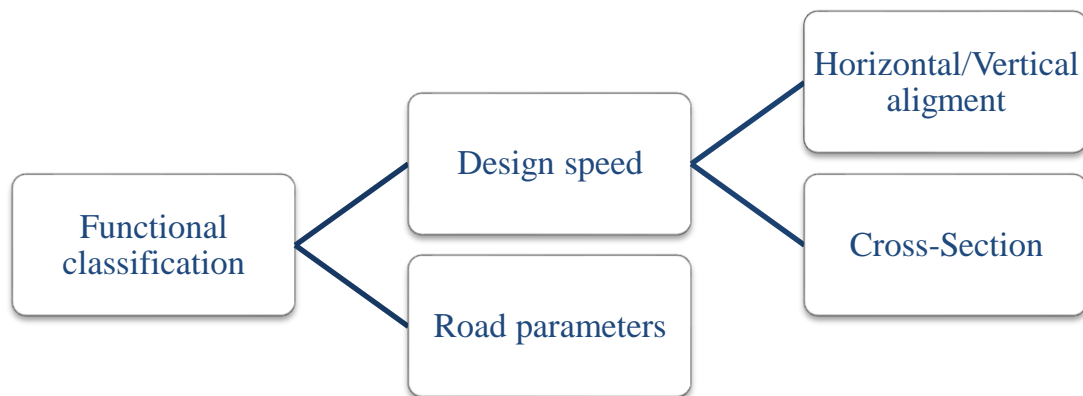 Functional
classification
Design speed
Road parameters
Horizontal/Vertical
aligment
Cross-Section